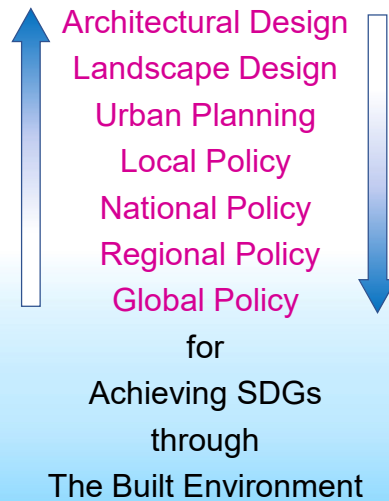 Architectural Design
Landscape Design
Urban Planning
Local Policy
National Policy
Regional Policy
Global Policy
for
Achieving SDGs
through
The Built Environment